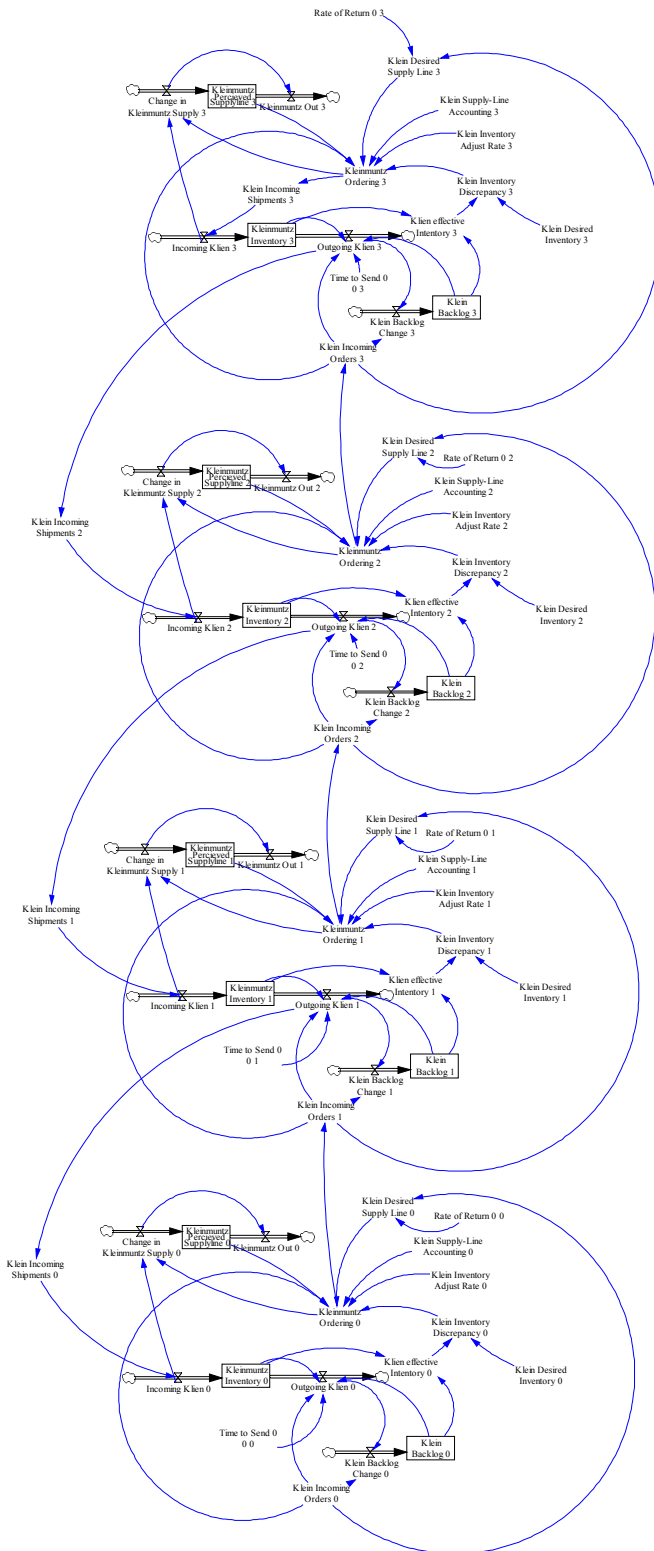 Rate of Return 0 3
Klein Desired
Supply Line 3
Kleinmuntz
Percieved
Supplyline 3
Change in
Kleinmuntz Supply 3
Kleinmuntz Out 3
Klein Supply-Line
Accounting 3
Klein Inventory
Adjust Rate 3
Kleinmuntz
Ordering 3
Klein Inventory
Discrepancy 3
Klein Incoming
Shipments 3
Klein Desired
Inventory 3
Incoming Klien 3
Kleinmuntz
Inventory 3
Outgoing Klien 3
Klien effective
Intentory 3
Time to Send 0
0 3
Klein Backlog
Change 3
Klein
Backlog 3
Klein Incoming
Orders 3
Klein Desired
Supply Line 2
Rate of Return 0 2
Kleinmuntz
Percieved
Supplyline 2
Change in
Kleinmuntz Supply 2
Kleinmuntz Out 2
Klein Supply-Line
Accounting 2
Klein Inventory
Adjust Rate 2
Klein Incoming
Shipments 2
Kleinmuntz
Ordering 2
Klein Inventory
Discrepancy 2
Klein Desired
Inventory 2
Incoming Klien 2
Kleinmuntz
Inventory 2
Outgoing Klien 2
Klien effective
Intentory 2
Time to Send 0
0 2
Klein Backlog
Change 2
Klein
Backlog 2
Klein Incoming
Orders 2
Klein Desired
Supply Line 1
Rate of Return 0 1
Kleinmuntz
Percieved
Supplyline 1
Change in
Kleinmuntz Supply 1
Kleinmuntz Out 1
Klein Supply-Line
Accounting 1
Klein Inventory
Adjust Rate 1
Klein Incoming
Shipments 1
Kleinmuntz
Ordering 1
Klein Inventory
Discrepancy 1
Klein Desired
Inventory 1
Incoming Klien 1
Kleinmuntz
Inventory 1
Outgoing Klien 1
Klien effective
Intentory 1
Time to Send 0
0 1
Klein Backlog
Change 1
Klein
Backlog 1
Klein Incoming
Orders 1
Klein Desired
Supply Line 0
Rate of Return 0 0
Kleinmuntz
Percieved
Supplyline 0
Change in
Kleinmuntz Supply 0
Kleinmuntz Out 0
Klein Supply-Line
Accounting 0
Klein Inventory
Adjust Rate 0
Klein Incoming
Shipments 0
Kleinmuntz
Ordering 0
Klein Inventory
Discrepancy 0
Klein Desired
Inventory 0
Incoming Klien 0
Kleinmuntz
Inventory 0
Outgoing Klien 0
Klien effective
Intentory 0
Time to Send 0
0 0
Klein Backlog
Change 0
Klein
Backlog 0
Klein Incoming
Orders 0